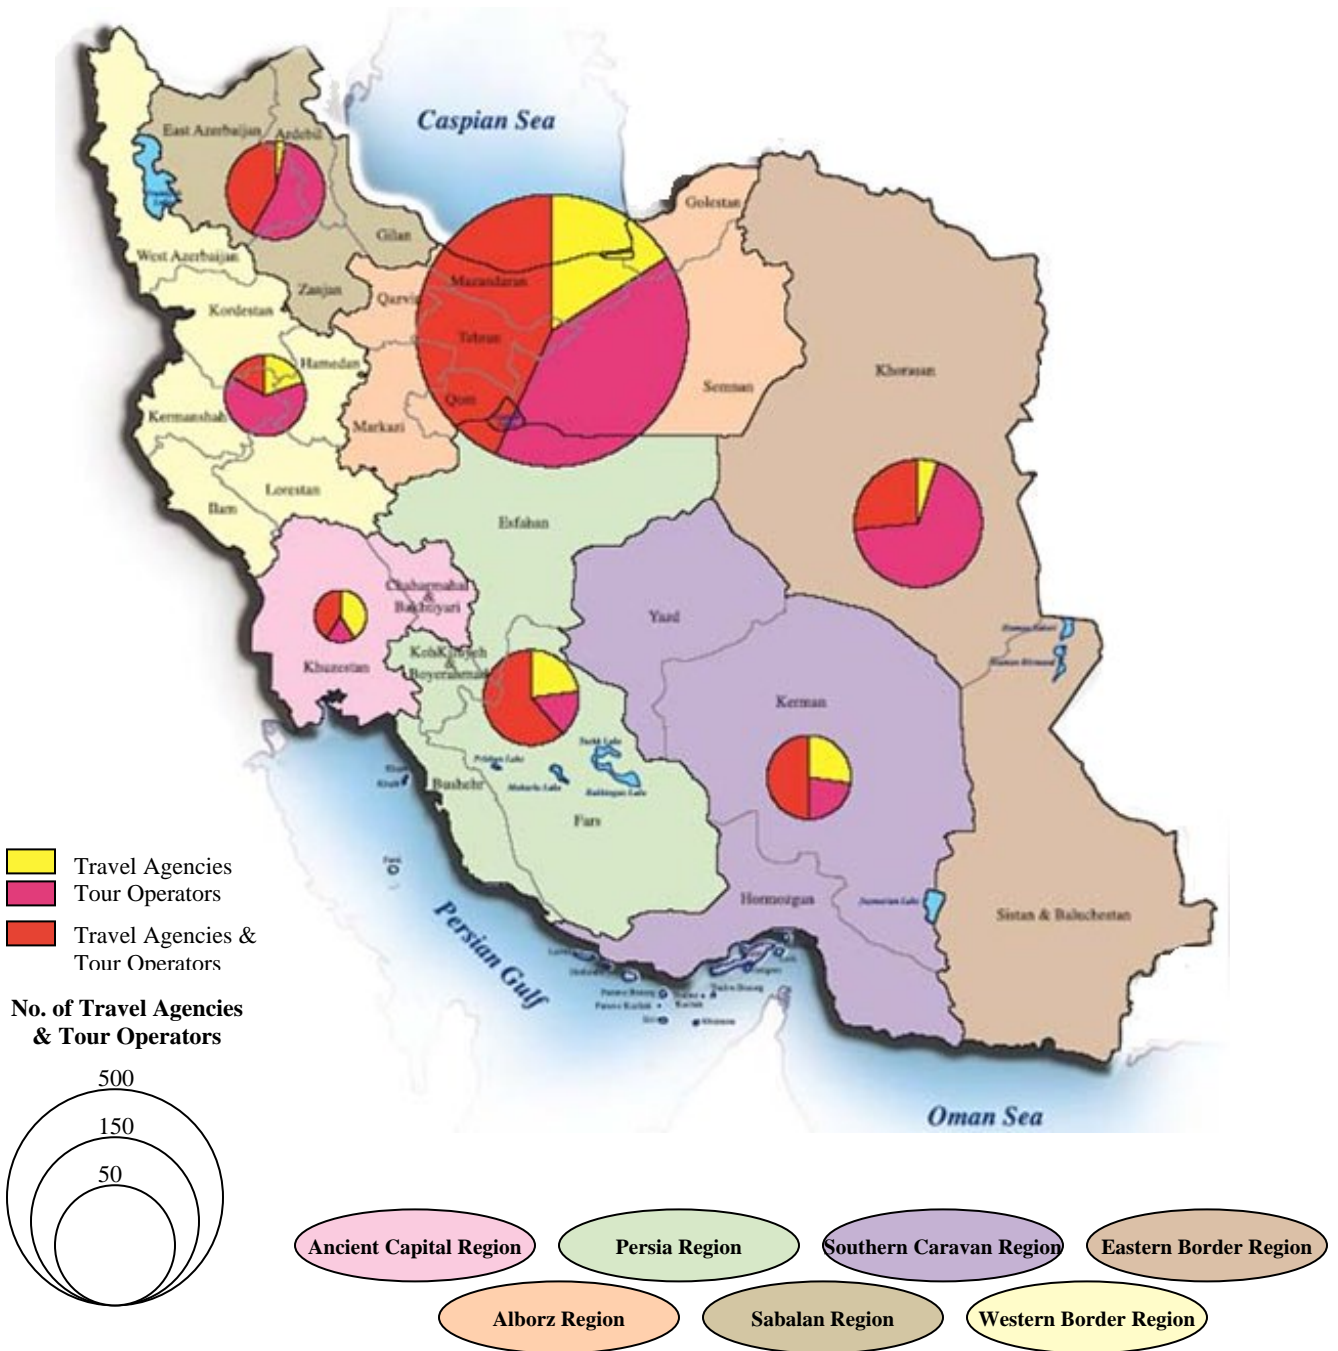 Caspian Sea
East Azerbaijan
Ardebil
Golestan
Gilan
West Azerbaijan
Zanjan
Mazandaran
Qazvin
Kordestan
Tehran
Hamedan
Khorasan
Semnan
Qom
Kermanshah
Markazi
Lorestan
Ilam
Esfahan
Chaharmahal
&
Bakhtiyari
Yazd
Khuzestan
&
Boyerahmad
Kerman
Bushehr
Fars
Travel Agencies
Tour Operators
Travel Agencies &
Tour Operators
Hormozgan
Sistan & Baluchestan
Persian Gulf
No. of Travel Agencies
& Tour Operators
500
150
50
Oman Sea
Ancient Capital Region
Persia Region
Southern Caravan Region
Eastern Border Region
Alborz Region
Sabalan Region
Western Border Region